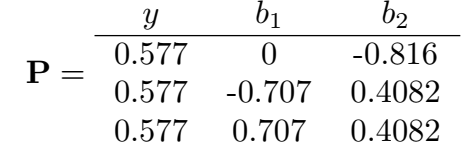 y b₁ b₂
0.577 0 -0.816
P = 0.577 -0.707 0.4082
0.577 0.707 0.4082